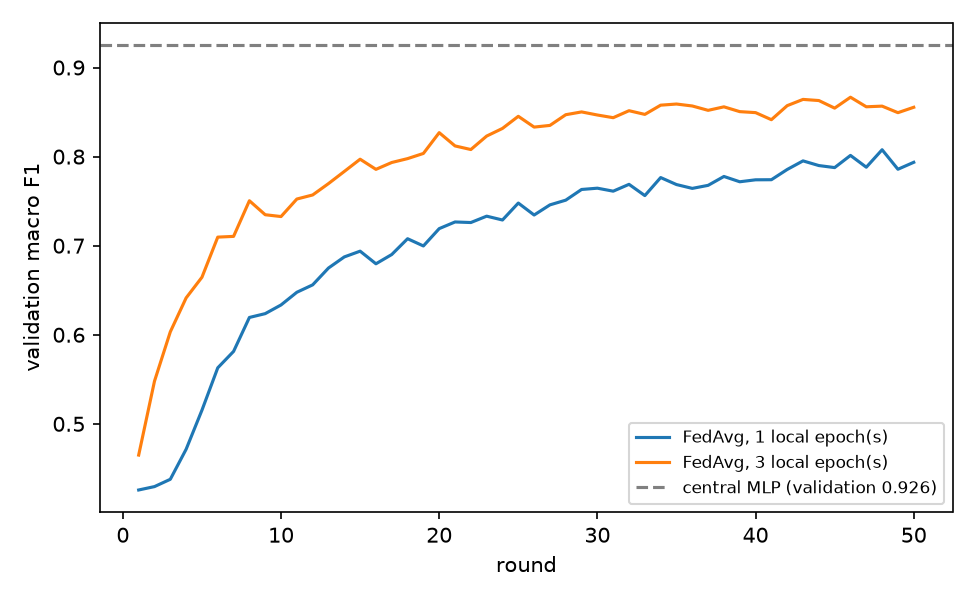 validation macro F1
0.9
0.8
0.7
0.6
0.5
0
10
20
30
40
50
round
FedAvg, 1 local epoch(s)
FedAvg, 3 local epoch(s)
central MLP (validation 0.926)